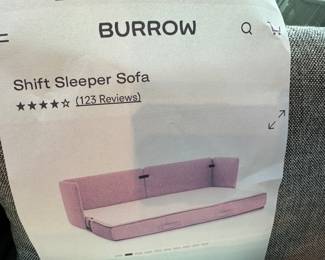 BURROW
Shift Sleeper Sofa
★★★★☆ (123 Reviews)